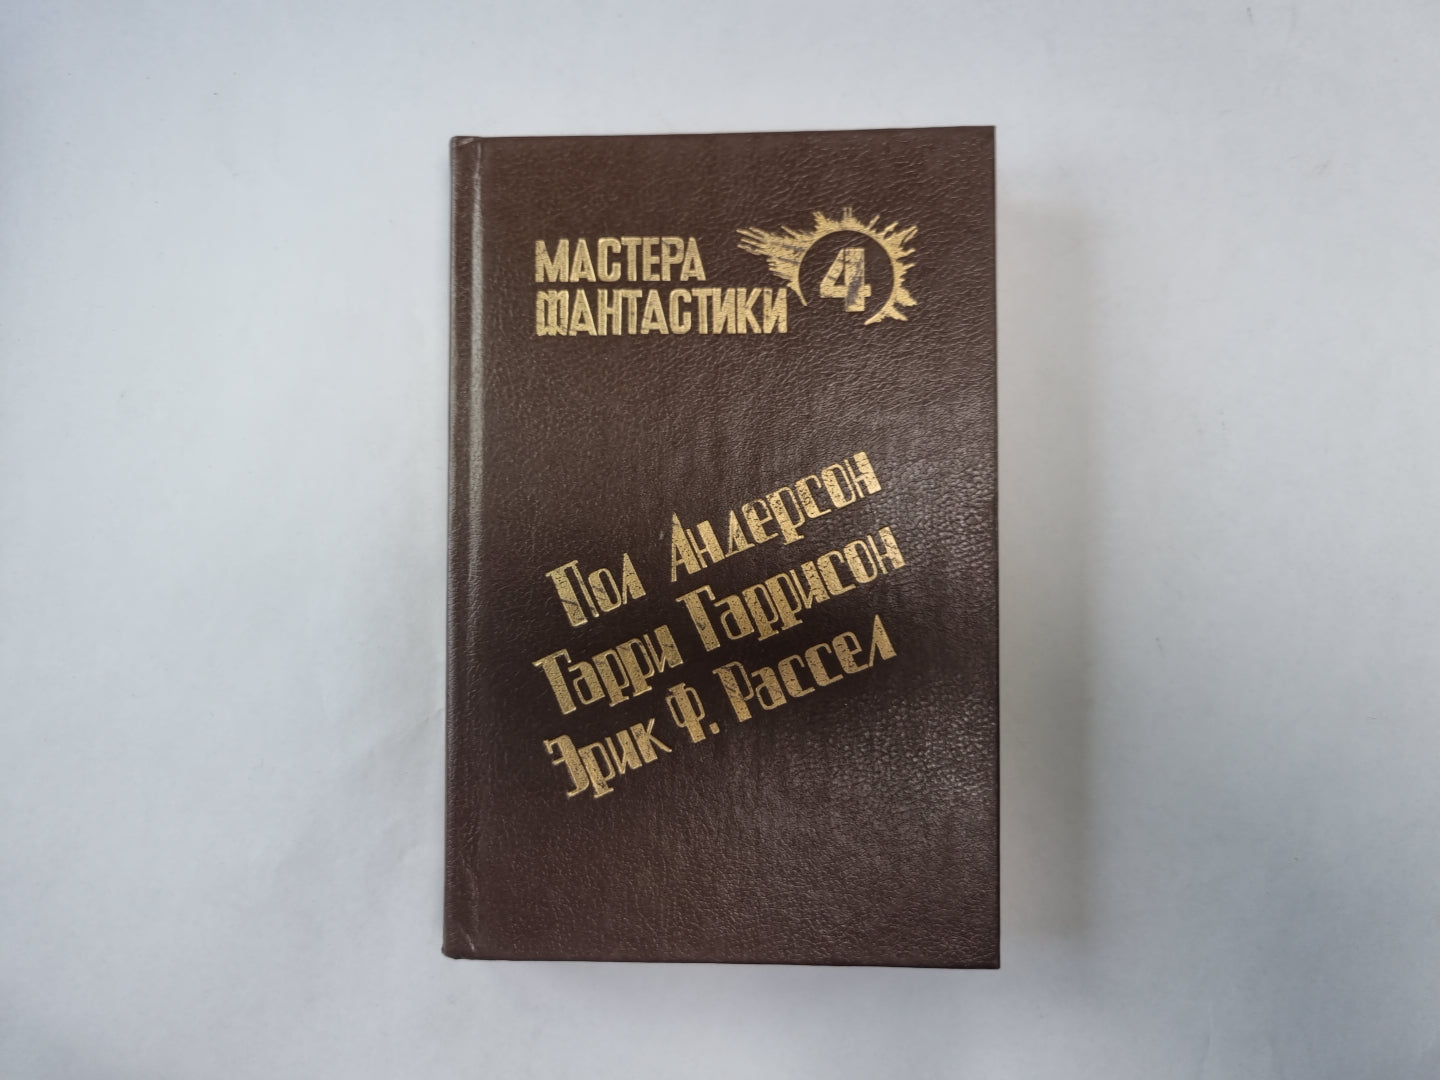 МАСТЕРА
ФАНТАСТИКИ
4
Пол Андерсон
Гарри Гаррисон
Эрик Ф. Рассел